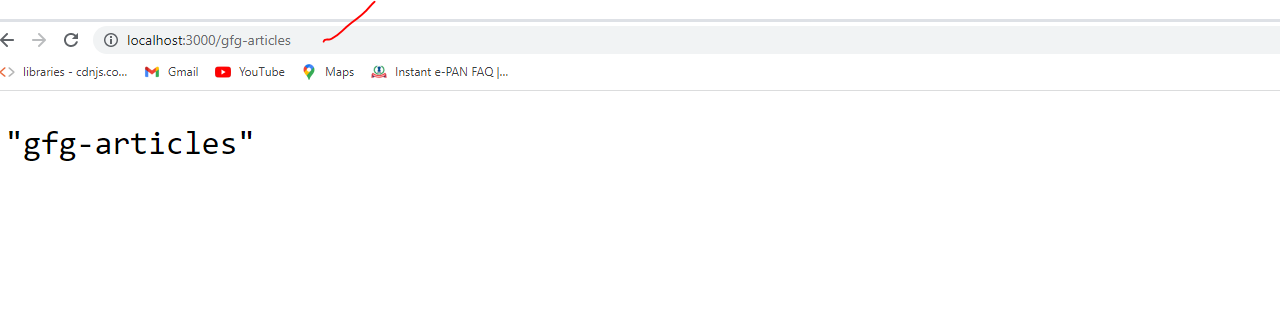 localhost:3000/gfg-articles
libraries - cdnjs.co... Gmail YouTube Maps Instant e-PAN FAQ |...
"gfg-articles"